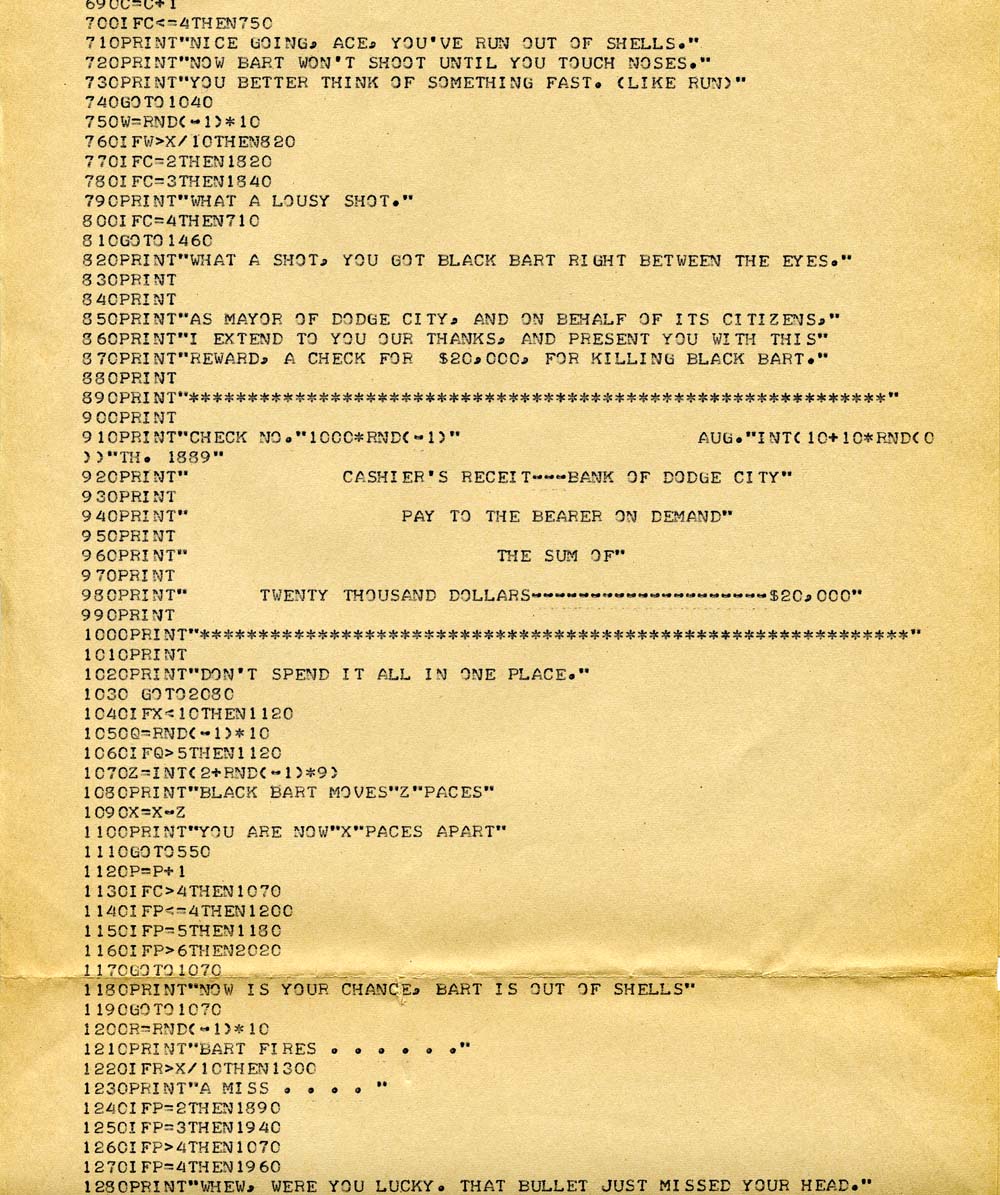 690C=C+1
700IFC<=4THEN750
710PRINT"NICE GOING, ACE, YOU'VE RUN OUT OF SHELLS."
720PRINT"NOW BART WON'T SHOOT UNTIL YOU TOUCH NOSES."
730PRINT"YOU BETTER THINK OF SOMETHING FAST. (LIKE RUN)"
740GOTO1040
750W=RND(-1)*10
760IFW>X/10THEN820
770IFC=2THEN1820
780IFC=3THEN1840
790PRINT"WHAT A LOUSY SHOT."
800IFC=4THEN710
810GOTO1460
820PRINT"WHAT A SHOT, YOU GOT BLACK BART RIGHT BETWEEN THE EYES."
830PRINT
840PRINT
850PRINT"AS MAYOR OF DODGE CITY, AND ON BEHALF OF ITS CITIZENS,"
860PRINT"I EXTEND TO YOU OUR THANKS, AND PRESENT YOU WITH THIS"
870PRINT"REWARD, A CHECK FOR  $20,000, FOR KILLING BLACK BART."
880PRINT
890PRINT"***********************************************************"
900PRINT
910PRINT"CHECK NO."1000*RND(-1)"                    AUG."INT(10+10*RND(0
))"TH. 1889"
920PRINT"             CASHIER'S RECEIT---BANK OF DODGE CITY"
930PRINT
940PRINT"                  PAY TO THE BEARER ON DEMAND"
950PRINT
960PRINT"                          THE SUM OF"
970PRINT
980PRINT"      TWENTY THOUSAND DOLLARS--------------------$20,000"
990PRINT
1000PRINT"************************************************************"
1010PRINT
1020PRINT"DON'T SPEND IT ALL IN ONE PLACE."
1030 GOTO2080
1040IFX<10THEN1120
1050Q=RND(-1)*10
1060IFQ>5THEN1120
1070Z=INT(2+RND(-1)*9)
1080PRINT"BLACK BART MOVES"Z"PACES"
1090X=X-Z
1100PRINT"YOU ARE NOW"X"PACES APART"
1110GOTO550
1120P=P+1
1130IFC>4THEN1070
1140IFP<=4THEN1200
1150IFP=5THEN1180
1160IFP>6THEN2020
1170GOTO1070
1180PRINT"NOW IS YOUR CHANCE, BART IS OUT OF SHELLS"
1190GOTO1070
1200R=RND(-1)*10
1210PRINT"BART FIRES . . . . . ."
1220IFR>X/10THEN1300
1230PRINT"A MISS . . . . "
1240IFP=2THEN1890
1250IFP=3THEN1940
1260IFP>4THEN1070
1270IFP=4THEN1960
1280PRINT"WHEW, WERE YOU LUCKY. THAT BULLET JUST MISSED YOUR HEAD."